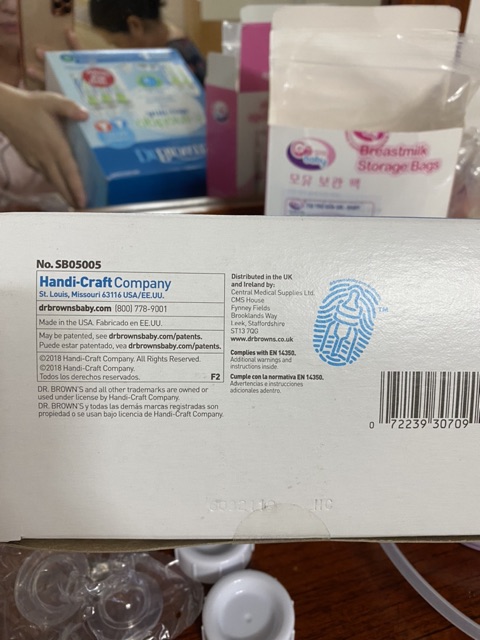 Breastmilk
Storage Bags
모유 보관 팩
No. SB05005
Handi-Craft Company
St. Louis, Missouri 63116 USA/EE.UU.
drbrownsbaby.com (800) 778-9001
Made in the USA. Fabricado en EE.UU.
May be patented, see drbrownsbaby.com/patents.
Puede estar patentado, vea drbrownsbaby.com/patents.
©2018 Handi-Craft Company. All Rights Reserved.
©2018 Handi-Craft Company.
Todos los derechos reservados. F2
DR. BROWN'S and all other trademarks are owned or
used under license by Handi-Craft Company.
DR. BROWN'S y todas las demás marcas registradas son
propiedad o se usan bajo licencia de Handi-Craft Company.
Distributed in the UK
and Ireland by:
Central Medical Supplies Ltd.
CMS House
Fynney Fields
Brooklands Way
Leek, Staffordshire
ST13 7QG
www.drbrowns.co.uk
Complies with EN 14350.
Additional warnings and
instructions inside.
Cumple con la normativa EN 14350.
Advertencias e instrucciones
adicionales adentro.
TM
0 72239 30709